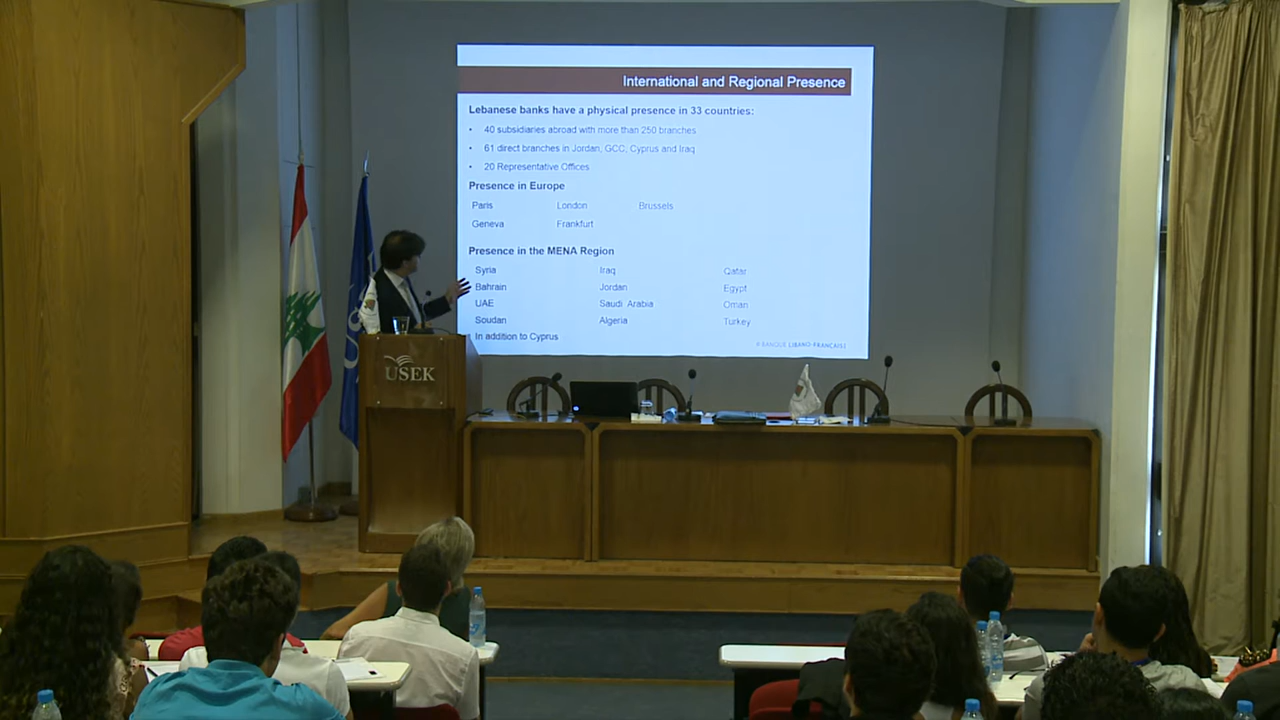 International and Regional Presence
Lebanese banks have a physical presence in 33 countries:
• 40 subsidiaries abroad with more than 250 branches
• 61 direct branches in Jordan, GCC, Cyprus and Iraq
• 20 Representative Offices
Presence in Europe
Paris London Brussels
Geneva Frankfurt
Presence in the MENA Region
Syria Iraq Qatar
Bahrain Jordan Egypt
UAE Saudi Arabia Oman
Soudan Algeria Turkey
In addition to Cyprus
BANQUE LIBANO-FRANÇAISE
USEK